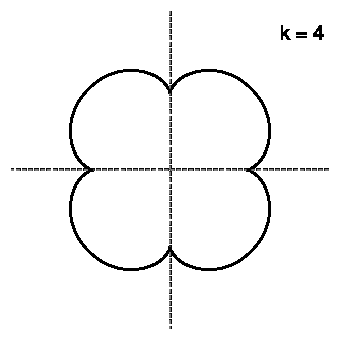 k = 4